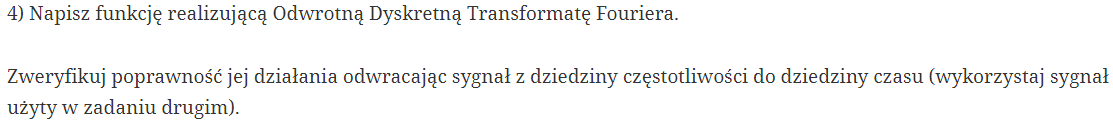 4) Napisz funkcję realizującą Odwrotną Dyskretną Transformatę Fouriera.
Zweryfikuj poprawność jej działania odwracając sygnał z dziedziny częstotliwości do dziedziny czasu (wykorzystaj sygnał
użyty w zadaniu drugim).